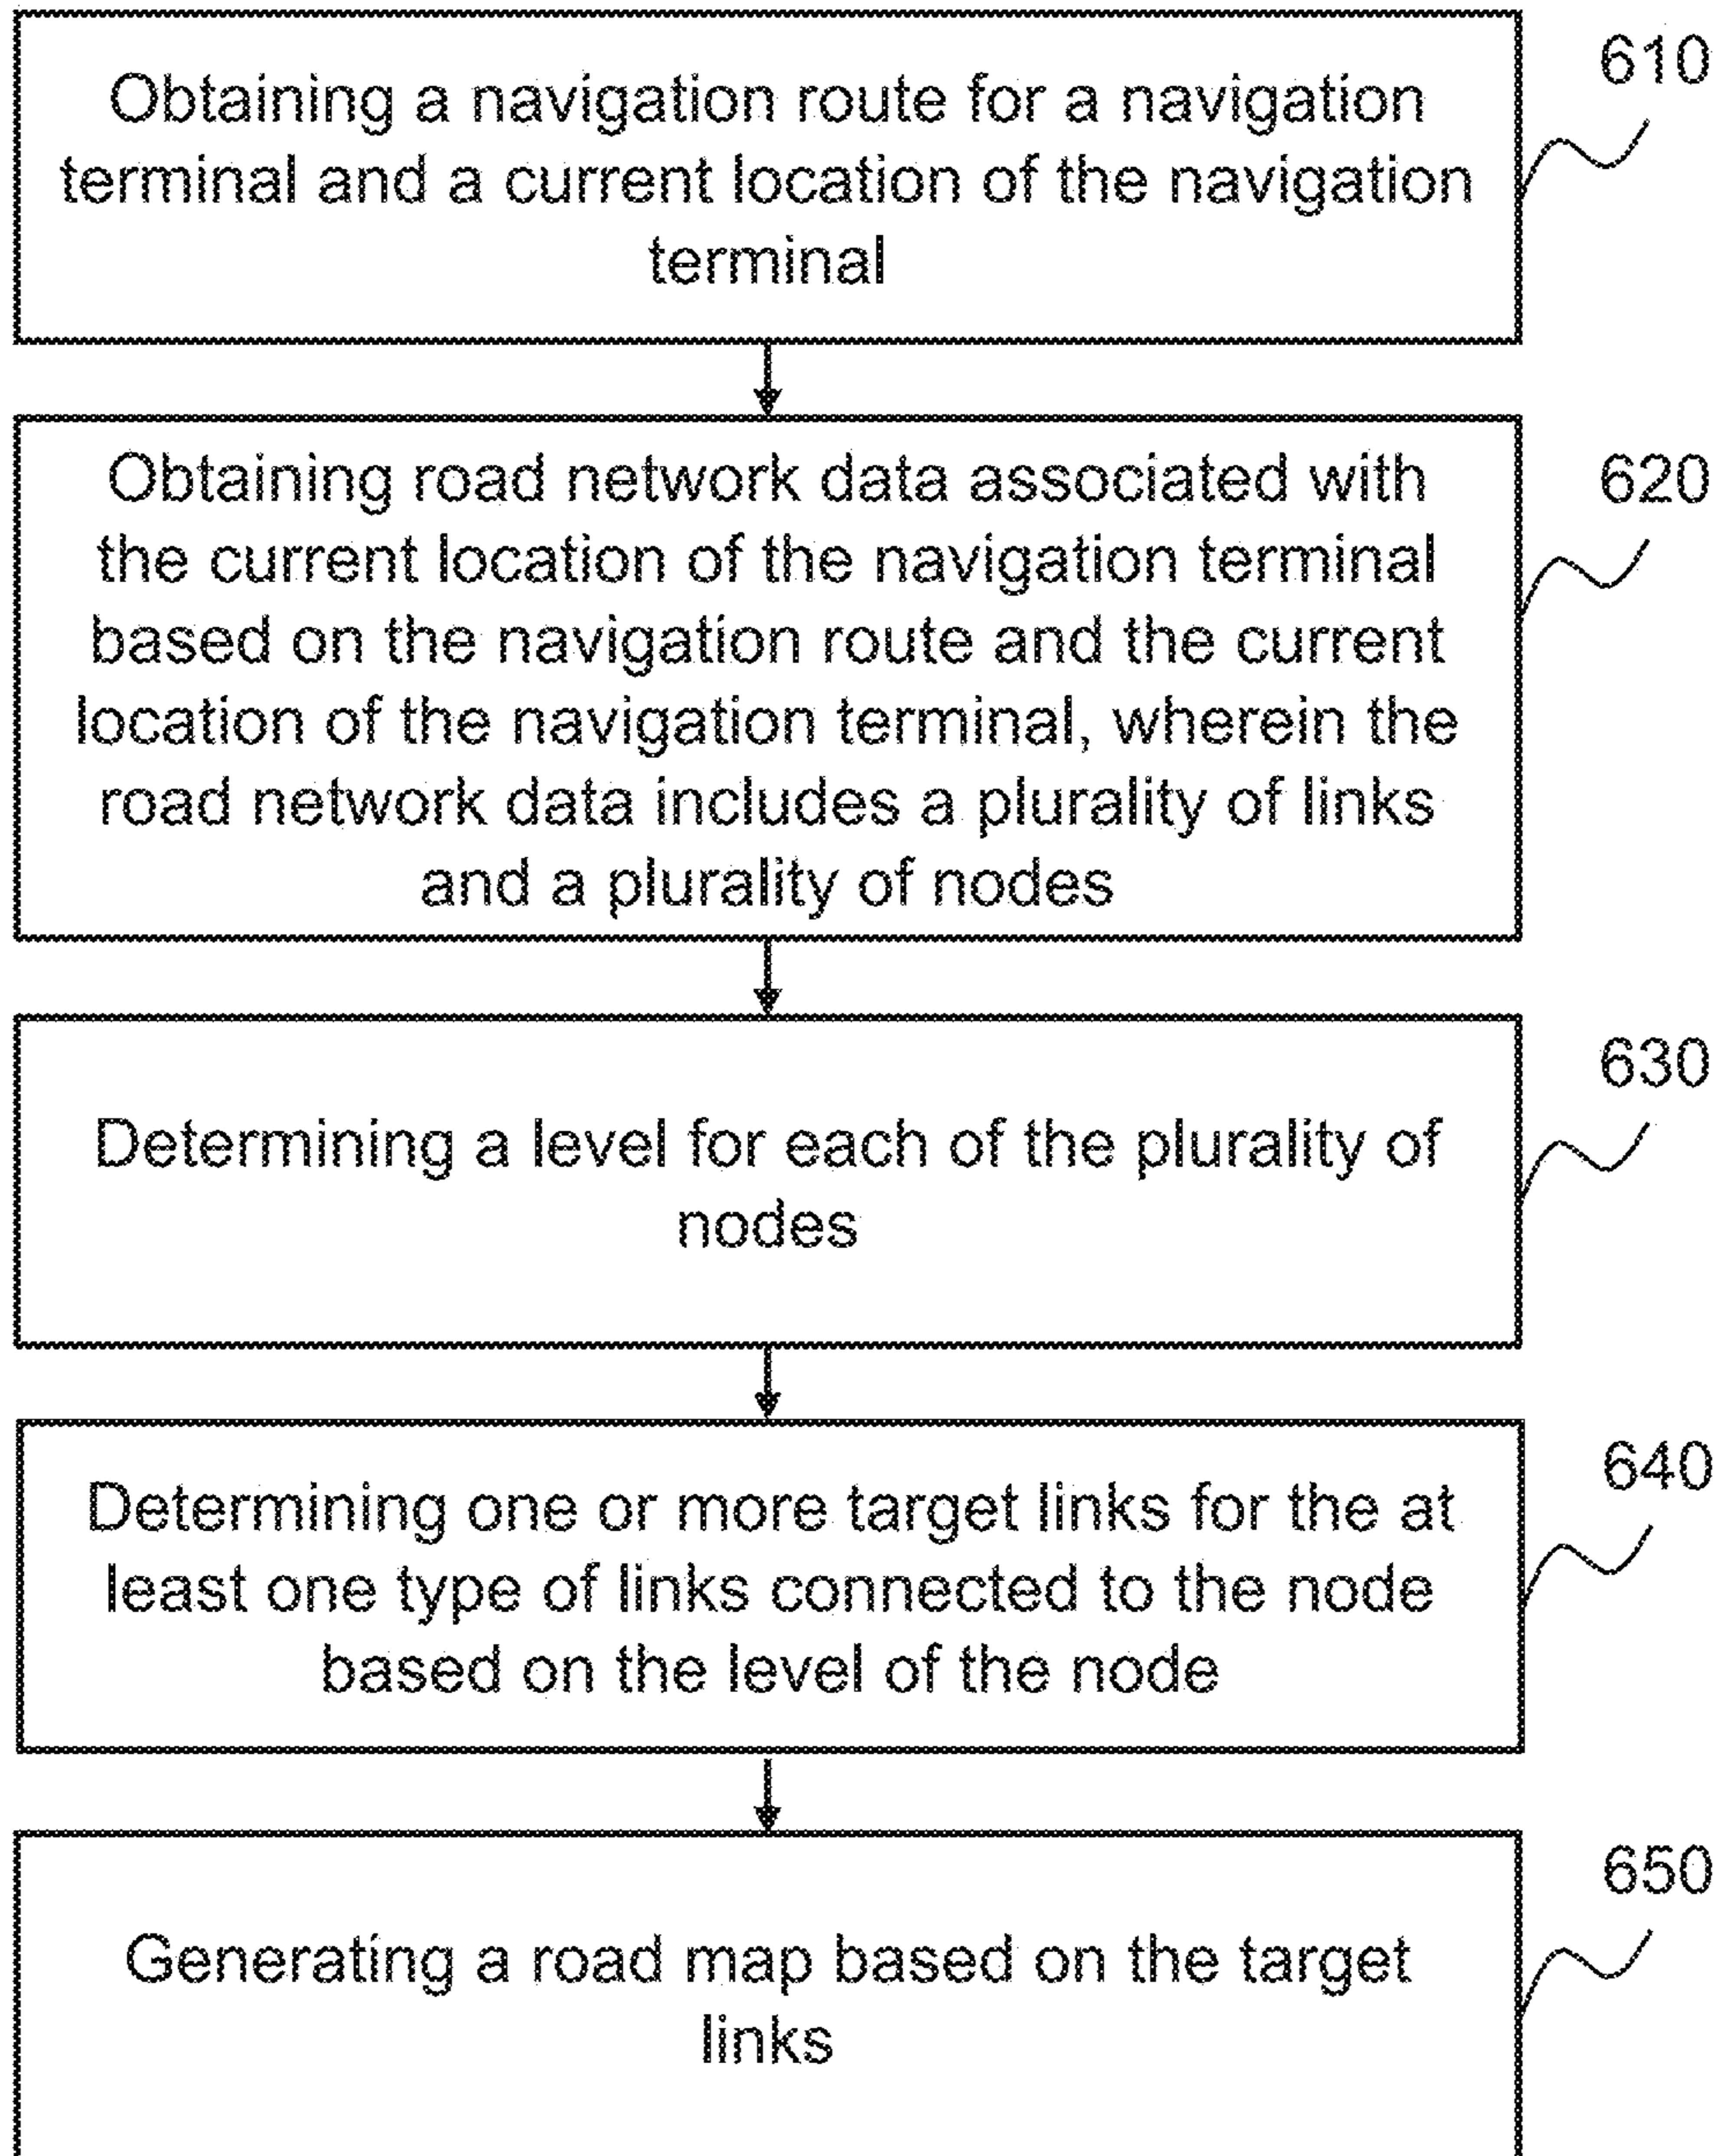 610
Obtaining a navigation route for a navigation
terminal and a current location of the navigation
terminal
620
Obtaining road network data associated with
the current location of the navigation terminal
based on the navigation route and the current
location of the navigation terminal, wherein the
road network data includes a plurality of links
and a plurality of nodes
630
Determining a level for each of the plurality of
nodes
640
Determining one or more target links for the at
least one type of links connected to the node
based on the level of the node
650
Generating a road map based on the target
links